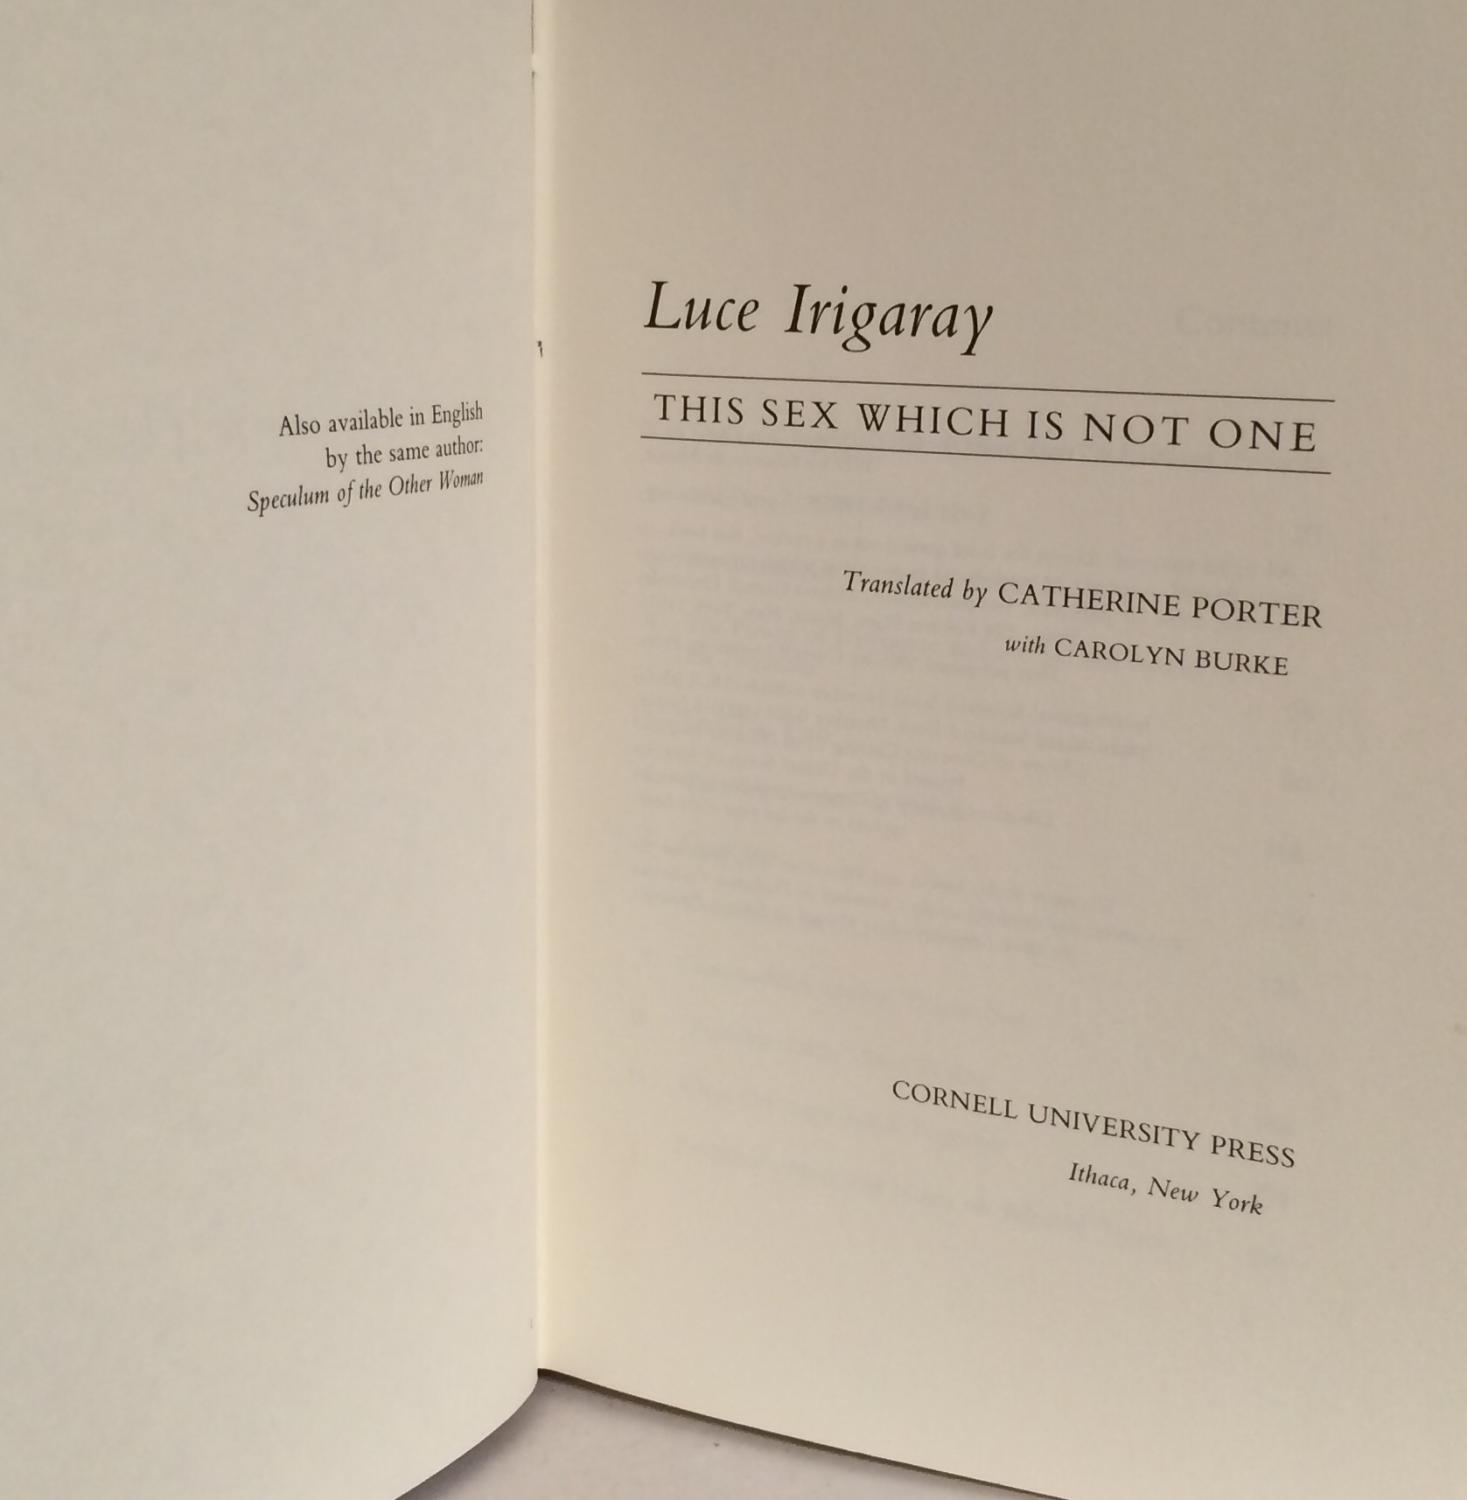 Also available in English
by the same author:
Speculum of the Other Woman
Luce Irigaray
THIS SEX WHICH IS NOT ONE
Translated by CATHERINE PORTER
with CAROLYN BURKE
CORNELL UNIVERSITY PRESS
Ithaca, New York